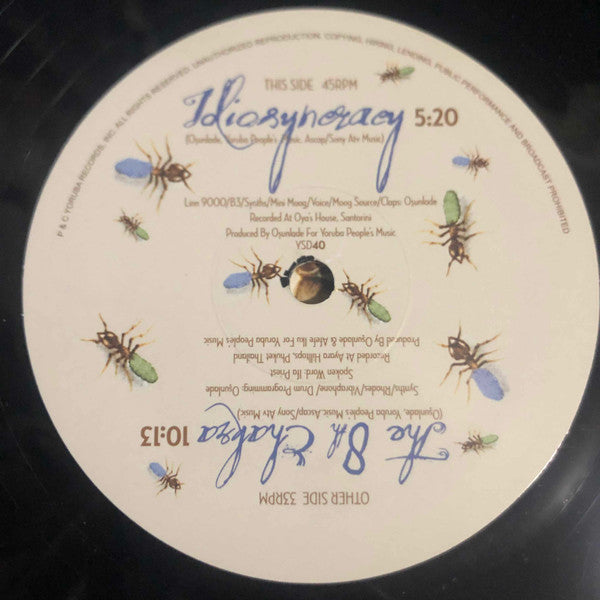 P & C YORUBA RECORDS, INC. ALL RIGHTS RESERVED. UNAUTHORIZED REPRODUCTION, COPYING, HIRING, LENDING, PUBLIC PERFORMANCE AND BROADCAST PROHIBITED
THIS SIDE 45RPM
Idiosyncracy 5:20
(Osunlade, Yoruba People's Music, Ascap/Sony Atv Music)
Linn 9000/B3/Synths/Mini Moog/Voice/Moog Source/Claps: Osunlade
Recorded At Oya's House, Santorini
Produced By Osunlade For Yoruba People's Music
YSD40
OTHER SIDE 33RPM
The 8th Chakra 10:13
(Osunlade, Yoruba People's Music, Ascap/Sony Atv Music)
Synths/Rhodes/Vibraphone/ Drum Programming: Osunlade
Spoken Word: Ifa Priest
Recorded At Ayara Hilltops, Phuket Thailand
Produced By Osunlade & Atefe Iku For Yoruba People's Music